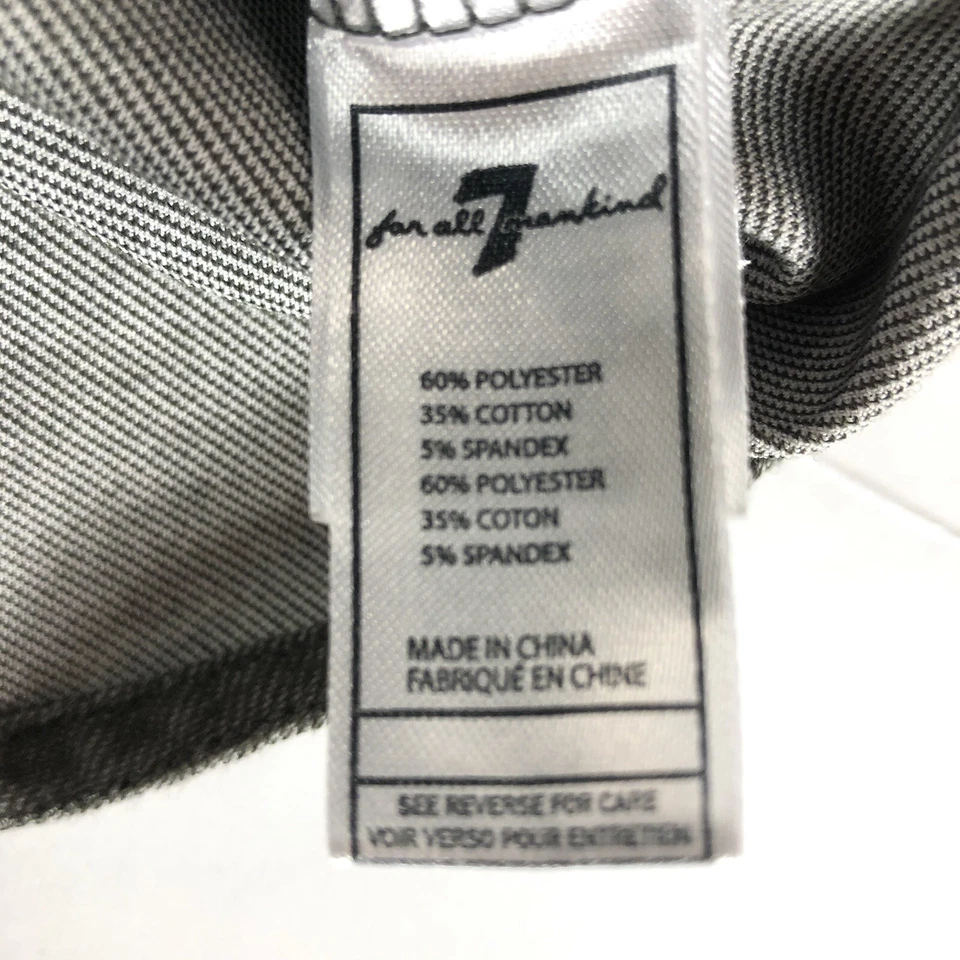 for all 7 mankind
60% POLYESTER
35% COTTON
5% SPANDEX
60% POLYESTER
35% COTON
5% SPANDEX
MADE IN CHINA
FABRIQUÉ EN CHINE
SEE REVERSE FOR CARE
VOIR VERSO POUR ENTRETIEN